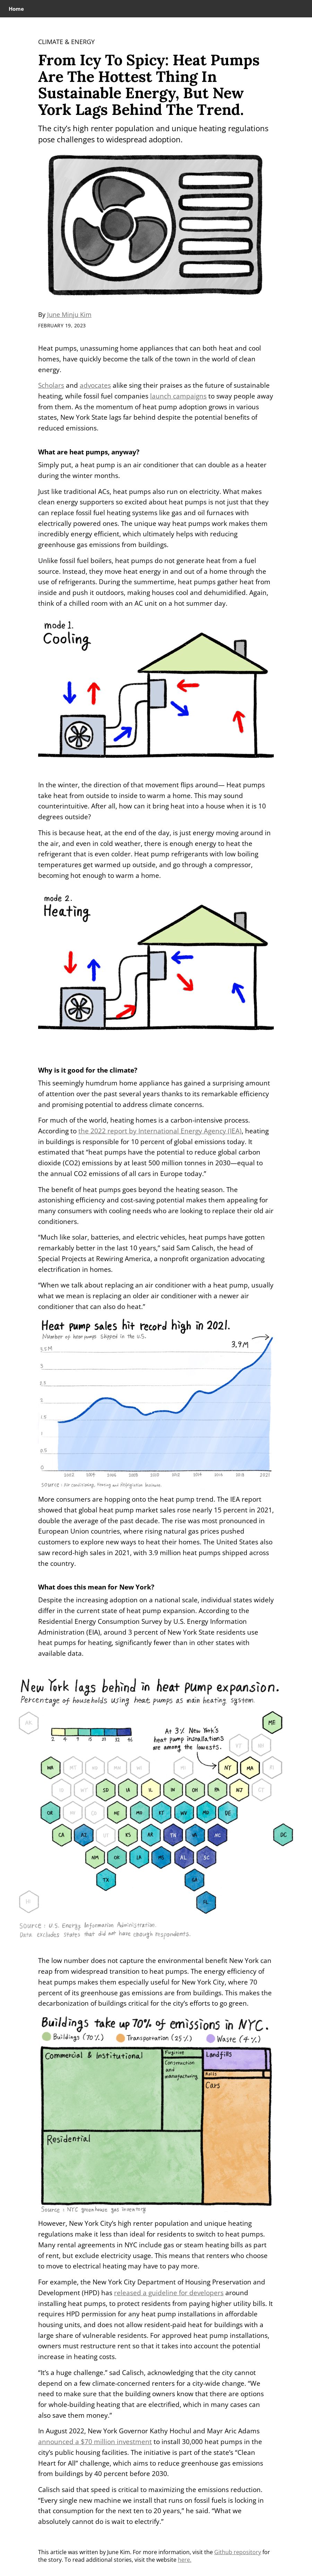 Home
CLIMATE & ENERGY
From Icy To Spicy: Heat Pumps
Are The Hottest Thing In
Sustainable Energy, But New
York Lags Behind The Trend.
The city's high renter population and unique heating regulations
pose challenges to widespread adoption.
By June Minju Kim
FEBRUARY 19, 2023
Heat pumps, unassuming home appliances that can both heat and cool
homes, have quickly become the talk of the town in the world of clean
energy.
Scholars and advocates alike sing their praises as the future of sustainable
heating, while fossil fuel companies launch campaigns to sway people away
from them. As the momentum of heat pump adoption grows in various
states, New York State lags far behind despite the potential benefits of
reduced emissions.
What are heat pumps, anyway?
Simply put, a heat pump is an air conditioner that can double as a heater
during the winter months.
Just like traditional ACs, heat pumps also run on electricity. What makes
clean energy supporters so excited about heat pumps is not just that they
can replace fossil fuel heating systems like gas and oil furnaces with
electrically powered ones. The unique way heat pumps work makes them
incredibly energy efficient, which ultimately helps with reducing
greenhouse gas emissions from buildings.
Unlike fossil fuel boilers, heat pumps do not generate heat from a fuel
source. Instead, they move heat energy in and out of a home through the
use of refrigerants. During the summertime, heat pumps gather heat from
inside and push it outdoors, making houses cool and dehumidified. Again,
think of a chilled room with an AC unit on a hot summer day.
mode 1.
Cooling
In the winter, the direction of that movement flips around— Heat pumps
take heat from outside to inside to warm a home. This may sound
counterintuitive. After all, how can it bring heat into a house when it is 10
degrees outside?
This is because heat, at the end of the day, is just energy moving around in
the air, and even in cold weather, there is enough energy to heat the
refrigerant that is even colder. Heat pump refrigerants with low boiling
temperatures get warmed up outside, and go through a compressor,
becoming hot enough to warm a home.
mode 2.
Heating
Why is it good for the climate?
This seemingly humdrum home appliance has gained a surprising amount
of attention over the past several years thanks to its remarkable efficiency
and promising potential to address climate concerns.
For much of the world, heating homes is a carbon-intensive process.
According to the 2022 report by International Energy Agency (IEA), heating
in buildings is responsible for 10 percent of global emissions today. It
estimated that "heat pumps have the potential to reduce global carbon
dioxide (CO2) emissions by at least 500 million tonnes in 2030—equal to
the annual CO2 emissions of all cars in Europe today."
The benefit of heat pumps goes beyond the heating season. The
astonishing efficiency and cost-saving potential makes them appealing for
many consumers with cooling needs who are looking to replace their old air
conditioners.
"Much like solar, batteries, and electric vehicles, heat pumps have gotten
remarkably better in the last 10 years," said Sam Calisch, the head of
Special Projects at Rewiring America, a nonprofit organization advocating
electrification in homes.
"When we talk about replacing an air conditioner with a heat pump, usually
what we mean is replacing an older air conditioner with a newer air
conditioner that can also do heat."
Heat pump sales hit record high in 2021.
Number of heat pumps shipped in the U.S.
3.9M
3.5M
3
2.5
2
1.5
1
0.5
0
2002 2004 2006 2008 2010 2012 2014 2016 2018 2021
Source: Air Conditioning, Heating and Refrigeration Institute
More consumers are hopping onto the heat pump trend. The IEA report
showed that global heat pump market sales rose nearly 15 percent in 2021,
double the average of the past decade. The rise was most pronounced in
European Union countries, where rising natural gas prices pushed
customers to explore new ways to heat their homes. The United States also
saw record-high sales in 2021, with 3.9 million heat pumps shipped across
the country.
What does this mean for New York?
Despite the increasing adoption on a national scale, individual states widely
differ in the current state of heat pump expansion. According to the
Residential Energy Consumption Survey by U.S. Energy Information
Administration (EIA), around 3 percent of New York State residents use
heat pumps for heating, significantly fewer than in other states with
available data.
New York lags behind in heat pump expansion.
Percentage of households using heat pumps as main heating system.
AK ME
2 4 9 15 21 32 46
At 3% New York's
heat pump installations
are among the lowest.
VT NH
WA MT ND MN WI MI NY MA RI
ID WY SD IA IL IN OH PA NJ CT
OR NV CO NE MO KY WV MD DE
CA AZ UT KS AR TN VA NC DC
NM OK LA MS AL SC
TX GA
HI FL
Source: U.S. Energy Information Administration
Data excludes states that did not have enough respondents.
The low number does not capture the environmental benefit New York can
reap from widespread transition to heat pumps. The energy efficiency of
heat pumps makes them especially useful for New York City, where 70
percent of its greenhouse gas emissions are from buildings. This makes the
decarbonization of buildings critical for the city's efforts to go green.
Buildings take up 70% of emissions in NYC.
Buildings (70%) Transportation (25%) Waste (4%)
Commercial & Institutional
Fugitive
Construction
and
manufacturing
Landfills
Cars
Residential
Source: NYC greenhouse gas inventory
However, New York City's high renter population and unique heating
regulations make it less than ideal for residents to switch to heat pumps.
Many rental agreements in NYC include gas or steam heating bills as part
of rent, but exclude electricity usage. This means that renters who choose
to move to electrical heating may have to pay more.
For example, the New York City Department of Housing Preservation and
Development (HPD) has released a guideline for developers around
installing heat pumps, to protect residents from paying higher utility bills. It
requires HPD permission for any heat pump installations in affordable
housing units, and does not allow resident-paid heat for buildings with a
large share of vulnerable residents. For approved heat pump installations,
owners must restructure rent so that it takes into account the potential
increase in heating costs.
"It's a huge challenge." sad Calisch, acknowledging that the city cannot
depend on a few climate-concerned renters for a city-wide change. "We
need to make sure that the building owners know that there are options
for whole-building heating that are electrified, which in many cases can
also save them money."
In August 2022, New York Governor Kathy Hochul and Mayr Aric Adams
announced a $70 million investment to install 30,000 heat pumps in the
city's public housing facilities. The initiative is part of the state's "Clean
Heart for All" challenge, which aims to reduce greenhouse gas emissions
from buildings by 40 percent before 2030.
Calisch said that speed is critical to maximizing the emissions reduction.
"Every single new machine we install that runs on fossil fuels is locking in
that consumption for the next ten to 20 years," he said. "What we
absolutely cannot do is wait to electrify."
This article was written by June Kim. For more information, visit the Github repository for
the story. To read additional stories, visit the website here.